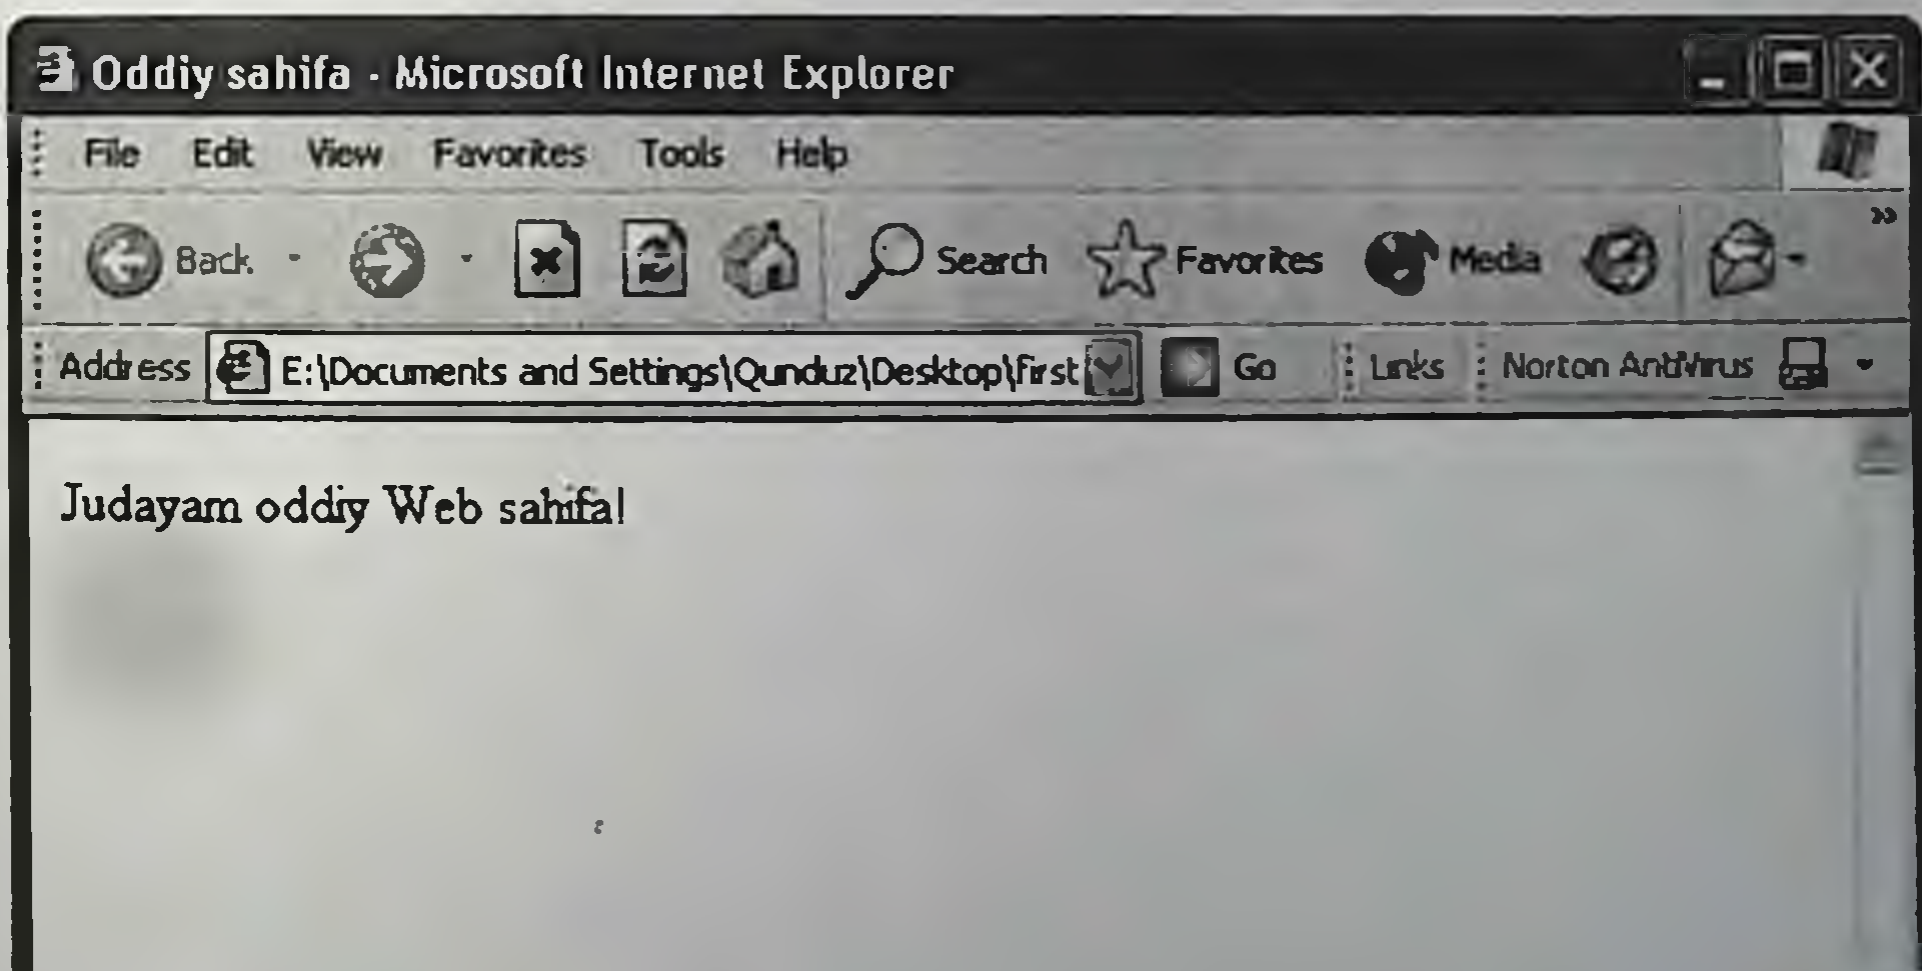 Oddiy sahifa - Microsoft Internet Explorer
File Edit View Favorites Tools Help
Back Search Favorites Media »
Address E:\Documents and Settings\Qunduz\Desktop\first Go Links Norton AntiVirus
Judayam oddiy Web sahifa!